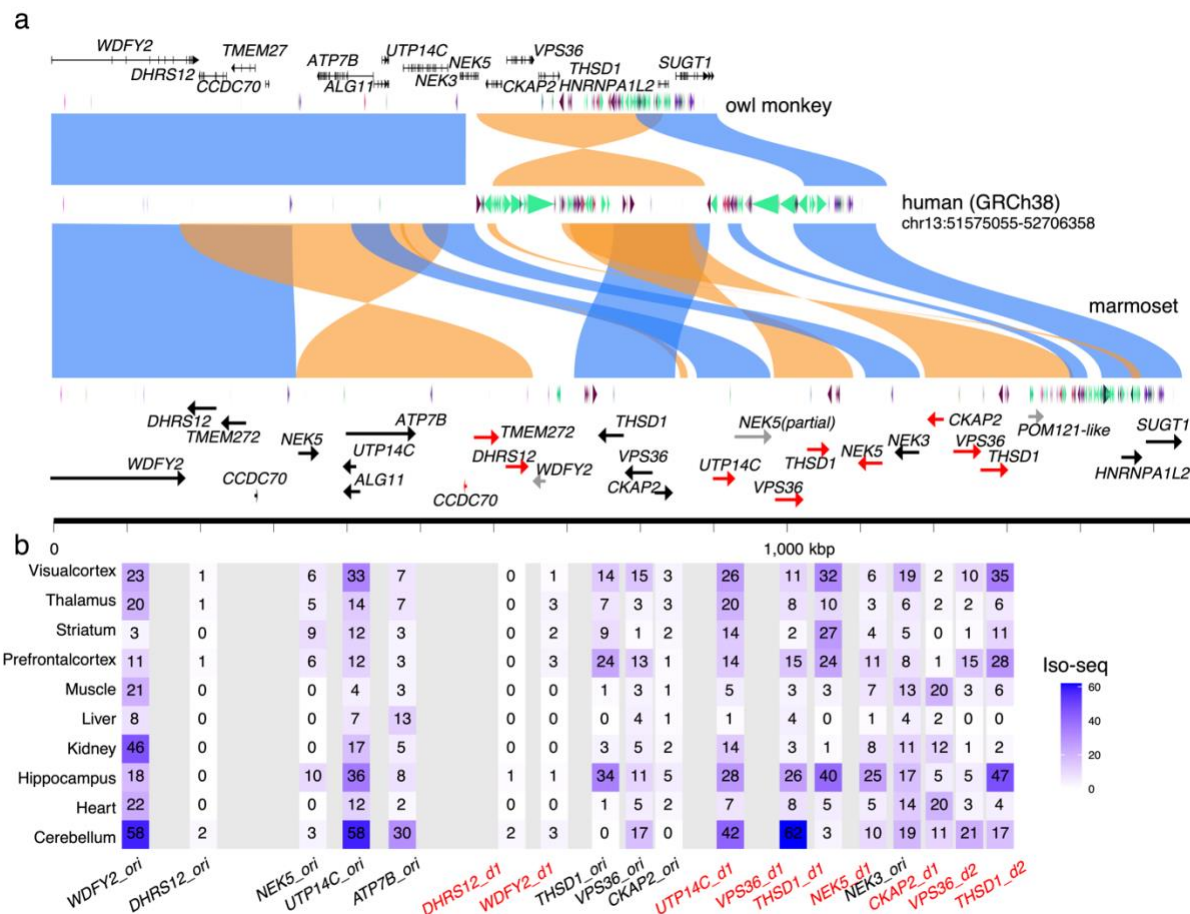 a
WDFY2
DHRS12
CCDC70
TMEM27
ATP7B
ALG11
UTP14C
NEK3
NEK5
CKAP2
VPS36
THSD1
HNRNPA1L2
SUGT1
owl monkey
human (GRCh38)
chr13:51575055-52706358
marmoset
DHRS12
TMEM272
WDFY2
CCDC70
NEK5
ATP7B
UTP14C
ALG11
TMEM272
DHRS12
WDFY2
CCDC70
THSD1
VPS36
CKAP2
UTP14C
NEK5(partial)
THSD1
VPS36
NEK5
NEK3
CKAP2
VPS36
THSD1
POM121-like
HNRNPA1L2
SUGT1
0
1,000 kbp
b
Visualcortex 23 1 6 33 7 0 1 14 15 3 26 11 32 6 19 2 10 35
Thalamus 20 1 5 14 7 0 3 7 3 3 20 8 10 3 6 2 2 6
Striatum 3 0 9 12 3 0 2 9 1 2 14 2 27 4 5 0 1 11
Prefrontalcortex 11 1 6 12 3 0 3 24 13 1 14 15 24 11 8 1 15 28
Muscle 21 0 0 4 3 0 0 1 3 1 5 3 3 7 13 20 3 6
Liver 8 0 0 7 13 0 0 0 4 1 1 4 0 1 4 2 0 0
Kidney 46 0 0 17 5 0 0 3 5 2 14 3 1 8 11 12 1 2
Hippocampus 18 0 10 36 8 1 1 34 11 5 28 26 40 25 17 5 5 47
Heart 22 0 0 12 2 0 0 1 5 2 7 8 5 5 14 20 3 4
Cerebellum 58 2 3 58 30 2 3 0 17 0 42 62 3 10 19 11 21 17
WDFY2_ori
DHRS12_ori
NEK5_ori
UTP14C_ori
ATP7B_ori
DHRS12_d1
WDFY2_d1
THSD1_ori
VPS36_ori
CKAP2_ori
UTP14C_d1
VPS36_d1
THSD1_d1
NEK5_d1
NEK3_ori
CKAP2_d1
VPS36_d2
THSD1_d2
Iso-seq
60
40
20
0